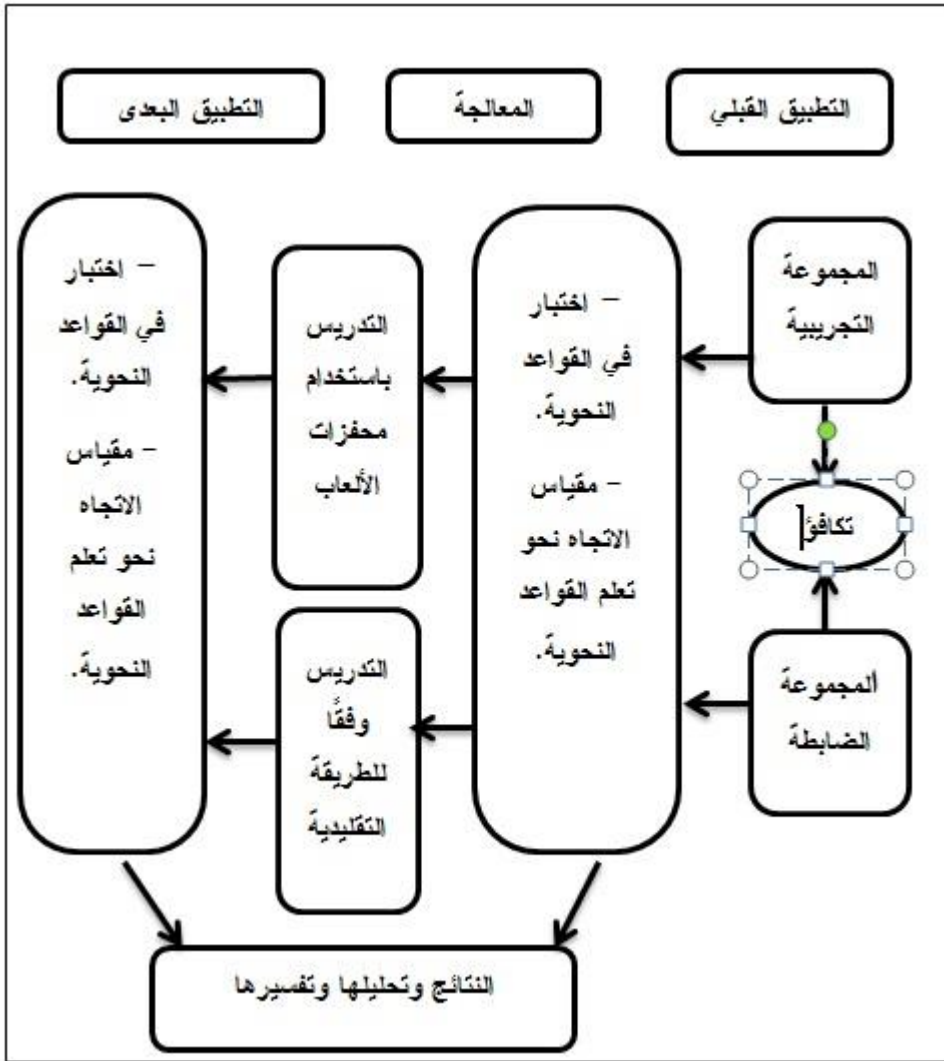 التطبيق القبلي
المعالجة
التطبيق البعدى
المجموعة
التجريبية
تكافؤ
ألمجموعة
الضابطة
– اختبار
في القواعد
النحوية.
– مقياس
الاتجاه نحو
تعلم القواعد
النحوية.
التدريس
باستخدام
محفزات
الألعاب
التدريس
وفقًا
للطريقة
التقليدية
– اختبار
في القواعد
النحوية.
– مقياس
الاتجاه
نحو تعلم
القواعد
النحوية.
النتائج وتحليلها وتفسيرها